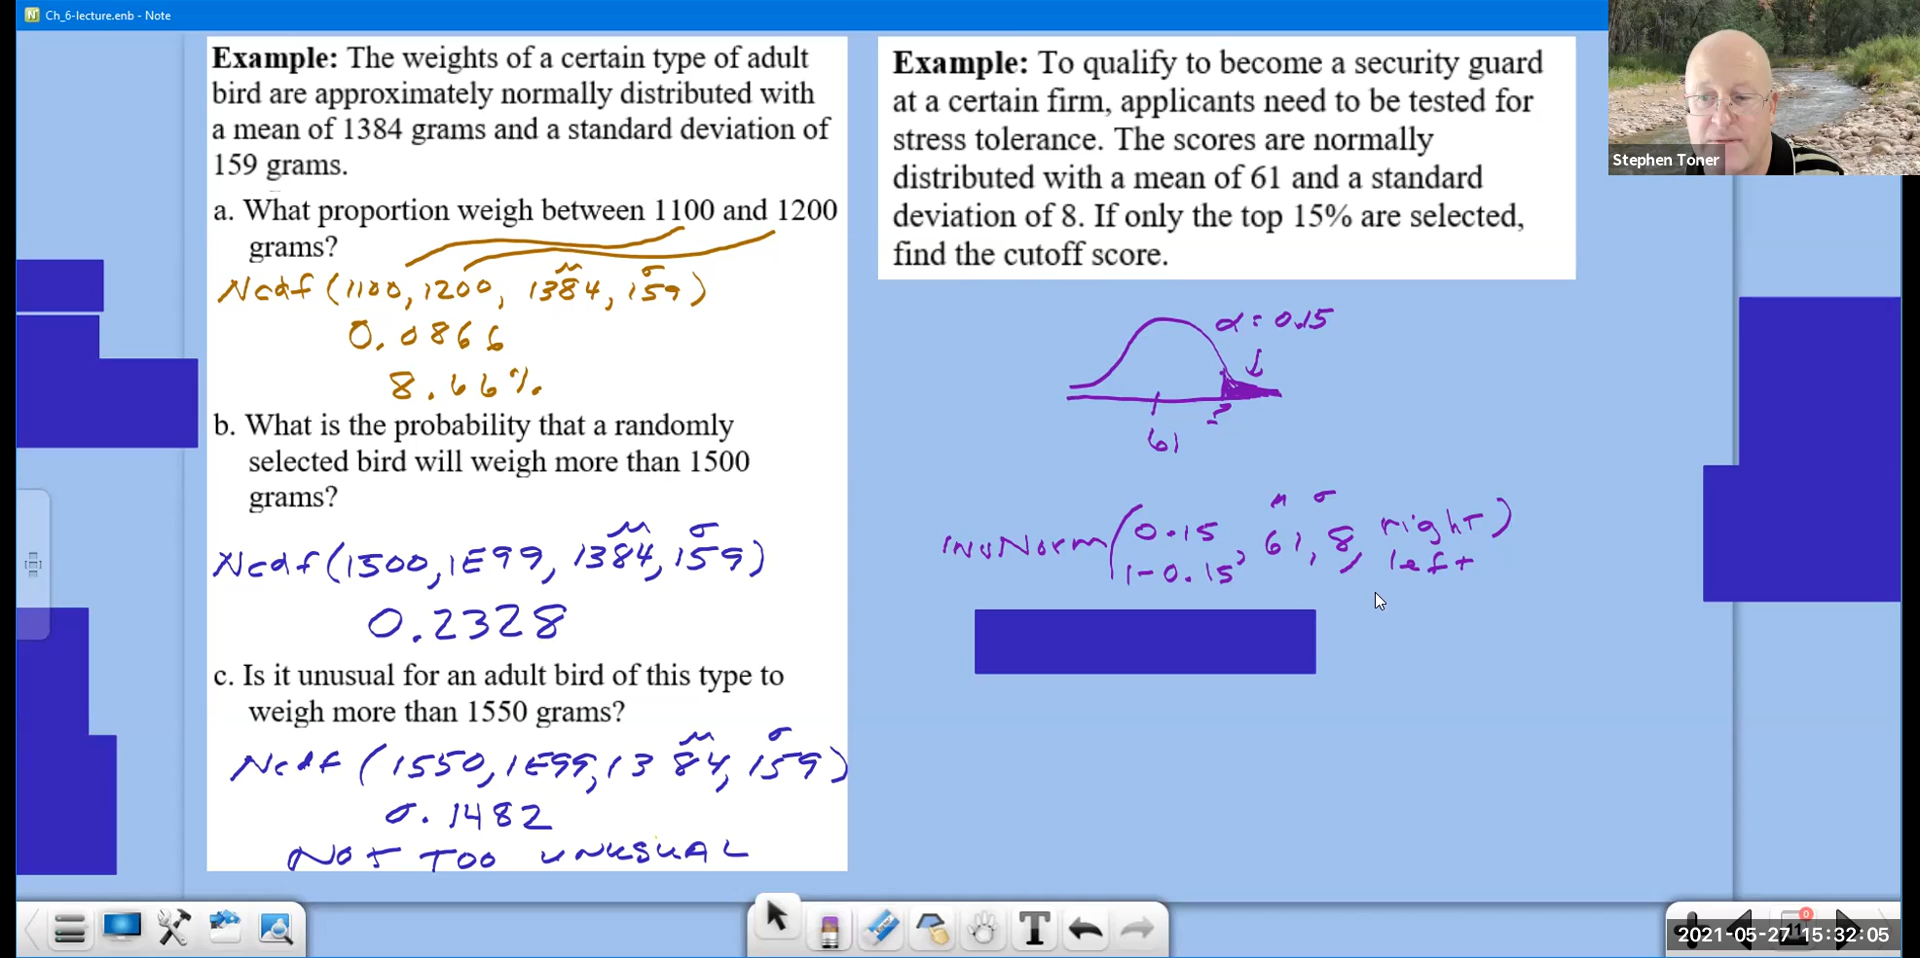 Ch_6-lecture.enb - Note
Example: The weights of a certain type of adult
bird are approximately normally distributed with
a mean of 1384 grams and a standard deviation of
159 grams.
a. What proportion weigh between 1100 and 1200
grams?
μ σ
Ncdf (1100, 1200, 1384, 159)
0.0866
8.66%
b. What is the probability that a randomly
selected bird will weigh more than 1500
grams?
μ σ
Ncdf (1500, 1E99, 1384, 159)
0.2328
c. Is it unusual for an adult bird of this type to
weigh more than 1550 grams?
μ σ
Ncdf (1550, 1E99, 1384, 159)
0.1482
NOT TOO UNUSUAL
Example: To qualify to become a security guard
at a certain firm, applicants need to be tested for
stress tolerance. The scores are normally
distributed with a mean of 61 and a standard
deviation of 8. If only the top 15% are selected,
find the cutoff score.
α = 0.15
?
61
μ σ
invNorm (0.15, 61, 8, right)
1-0.15 left
Stephen Toner
T
0
11
2021-05-27 15:32:05